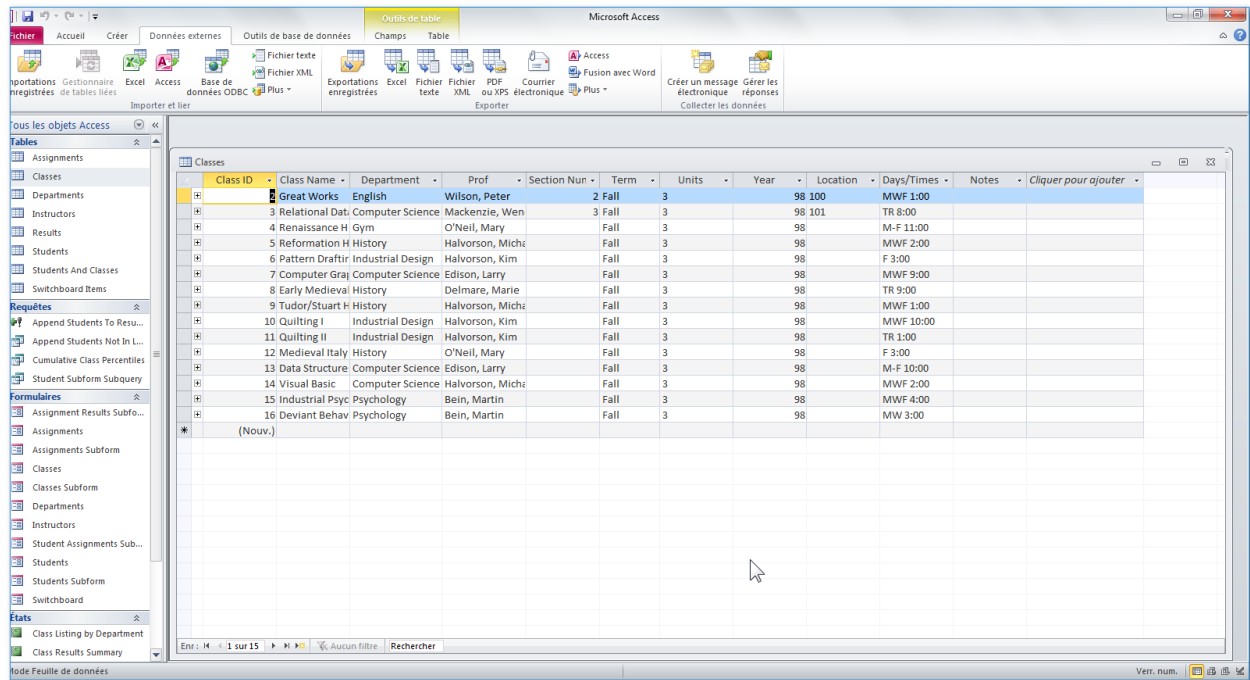 Outils de table
Microsoft Access
Fichier Accueil Créer Données externes Outils de base de données Champs Table
Importations enregistrées
Gestionnaire de tables liées
Excel
Access
Base de données ODBC
Fichier texte
Fichier XML
Plus
Importer et lier
Exportations enregistrées
Excel
Fichier texte
Fichier XML
PDF ou XPS
Courrier électronique
Access
Fusion avec Word
Plus
Exporter
Créer un message électronique
Gérer les réponses
Collecter les données
Tous les objets Access
Tables
Assignments
Classes
Departments
Instructors
Results
Students
Students And Classes
Switchboard Items
Requêtes
Append Students To Resu...
Append Students Not In L...
Cumulative Class Percentiles
Student Subform Subquery
Formulaires
Assignment Results Subfo...
Assignments
Assignments Subform
Classes
Classes Subform
Departments
Instructors
Student Assignments Sub...
Students
Students Subform
Switchboard
États
Class Listing by Department
Class Results Summary
Classes
Class ID Class Name Department Prof Section Nun Term Units Year Location Days/Times Notes Cliquer pour ajouter
2 Great Works English Wilson, Peter 2 Fall 3 98 100 MWF 1:00
3 Relational Dat Computer Science Mackenzie, Wen 3 Fall 3 98 101 TR 8:00
4 Renaissance H Gym O'Neil, Mary Fall 3 98 M-F 11:00
5 Reformation H History Halvorson, Micha Fall 3 98 MWF 2:00
6 Pattern Draftir Industrial Design Halvorson, Kim Fall 3 98 F 3:00
7 Computer Grap Computer Science Edison, Larry Fall 3 98 MWF 9:00
8 Early Medieval History Delmare, Marie Fall 3 98 TR 9:00
9 Tudor/Stuart H History Halvorson, Micha Fall 3 98 MWF 1:00
10 Quilting I Industrial Design Halvorson, Kim Fall 3 98 MWF 10:00
11 Quilting II Industrial Design Halvorson, Kim Fall 3 98 TR 1:00
12 Medieval Italy History O'Neil, Mary Fall 3 98 F 3:00
13 Data Structure Computer Science Edison, Larry Fall 3 98 M-F 10:00
14 Visual Basic Computer Science Halvorson, Micha Fall 3 98 MWF 2:00
15 Industrial Psyc Psychology Bein, Martin Fall 3 98 MWF 4:00
16 Deviant Behav Psychology Bein, Martin Fall 3 98 MW 3:00
(Nouv.)
Enr : 1 sur 15 Aucun filtre Rechercher
Mode Feuille de données
Verr. num.